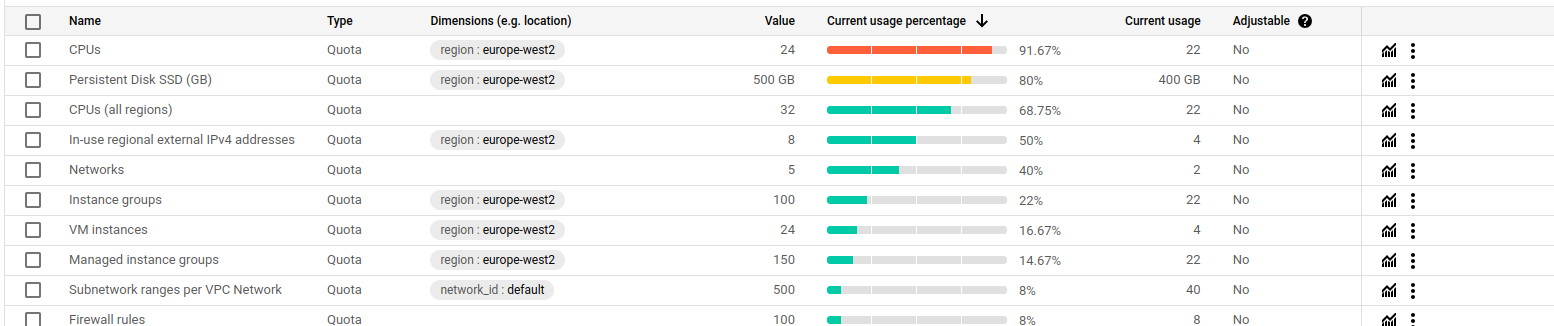 Name Type Dimensions (e.g. location) Value Current usage percentage Current usage Adjustable
CPUs Quota region : europe-west2 24 91.67% 22 No
Persistent Disk SSD (GB) Quota region : europe-west2 500 GB 80% 400 GB No
CPUs (all regions) Quota 32 68.75% 22 No
In-use regional external IPv4 addresses Quota region : europe-west2 8 50% 4 No
Networks Quota 5 40% 2 No
Instance groups Quota region : europe-west2 100 22% 22 No
VM instances Quota region : europe-west2 24 16.67% 4 No
Managed instance groups Quota region : europe-west2 150 14.67% 22 No
Subnetwork ranges per VPC Network Quota network_id : default 500 8% 40 No
Firewall rules Quota 100 8% 8 No